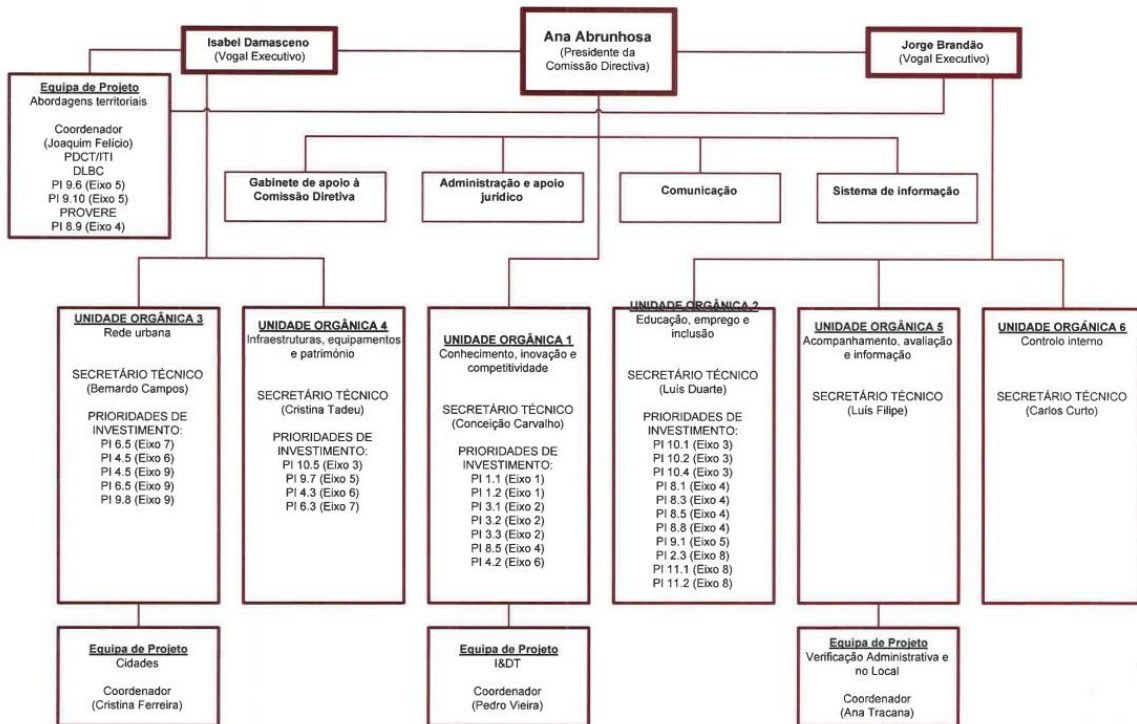 Isabel Damasceno
(Vogal Executivo)
Ana Abrunhosa
(Presidente da
Comissão Directiva)
Jorge Brandão
(Vogal Executivo)
Equipa de Projeto
Abordagens territoriais
Coordenador
(Joaquim Felício)
PDCT/ITI
DLBC
PI 9.6 (Eixo 5)
PI 9.10 (Eixo 5)
PROVERE
PI 8.9 (Eixo 4)
Gabinete de apoio à
Comissão Diretiva
Administração e apoio
jurídico
Comunicação
Sistema de informação
UNIDADE ORGÂNICA 3
Rede urbana
SECRETÁRIO TÉCNICO
(Bernardo Campos)
PRIORIDADES DE
INVESTIMENTO:
PI 6.5 (Eixo 7)
PI 4.5 (Eixo 6)
PI 4.5 (Eixo 9)
PI 6.5 (Eixo 9)
PI 9.8 (Eixo 9)
UNIDADE ORGÂNICA 4
Infraestruturas, equipamentos
e património
SECRETÁRIO TÉCNICO
(Cristina Tadeu)
PRIORIDADES DE
INVESTIMENTO:
PI 10.5 (Eixo 3)
PI 9.7 (Eixo 5)
PI 4.3 (Eixo 6)
PI 6.3 (Eixo 7)
UNIDADE ORGÂNICA 1
Conhecimento, inovação e
competitividade
SECRETÁRIO TÉCNICO
(Conceição Carvalho)
PRIORIDADES DE
INVESTIMENTO:
PI 1.1 (Eixo 1)
PI 1.2 (Eixo 1)
PI 3.1 (Eixo 2)
PI 3.2 (Eixo 2)
PI 3.3 (Eixo 2)
PI 8.5 (Eixo 4)
PI 4.2 (Eixo 6)
UNIDADE ORGÂNICA 2
Educação, emprego e
inclusão
SECRETÁRIO TÉCNICO
(Luís Duarte)
PRIORIDADES DE
INVESTIMENTO:
PI 10.1 (Eixo 3)
PI 10.2 (Eixo 3)
PI 10.4 (Eixo 3)
PI 8.1 (Eixo 4)
PI 8.3 (Eixo 4)
PI 8.5 (Eixo 4)
PI 8.8 (Eixo 4)
PI 9.1 (Eixo 5)
PI 2.3 (Eixo 8)
PI 11.1 (Eixo 8)
PI 11.2 (Eixo 8)
UNIDADE ORGÂNICA 5
Acompanhamento, avaliação
e informação
SECRETÁRIO TÉCNICO
(Luís Filipe)
UNIDADE ORGÂNICA 6
Controlo interno
SECRETÁRIO TÉCNICO
(Carlos Curto)
Equipa de Projeto
Cidades
Coordenador
(Cristina Ferreira)
Equipa de Projeto
I&DT
Coordenador
(Pedro Vieira)
Equipa de Projeto
Verificação Administrativa e
no Local
Coordenador
(Ana Tracana)